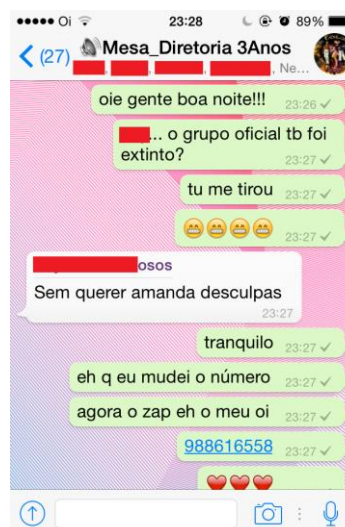 Oi 23:28 89%
(27) Mesa_Diretoria 3Anos
, , , , Ne...
oie gente boa noite!!! 23:26
... o grupo oficial tb foi
extinto? 23:27
tu me tirou 23:27
23:27
osos
Sem querer amanda desculpas
23:27
tranquilo 23:27
eh q eu mudei o número 23:27
agora o zap eh o meu oi 23:27
988616558 23:27